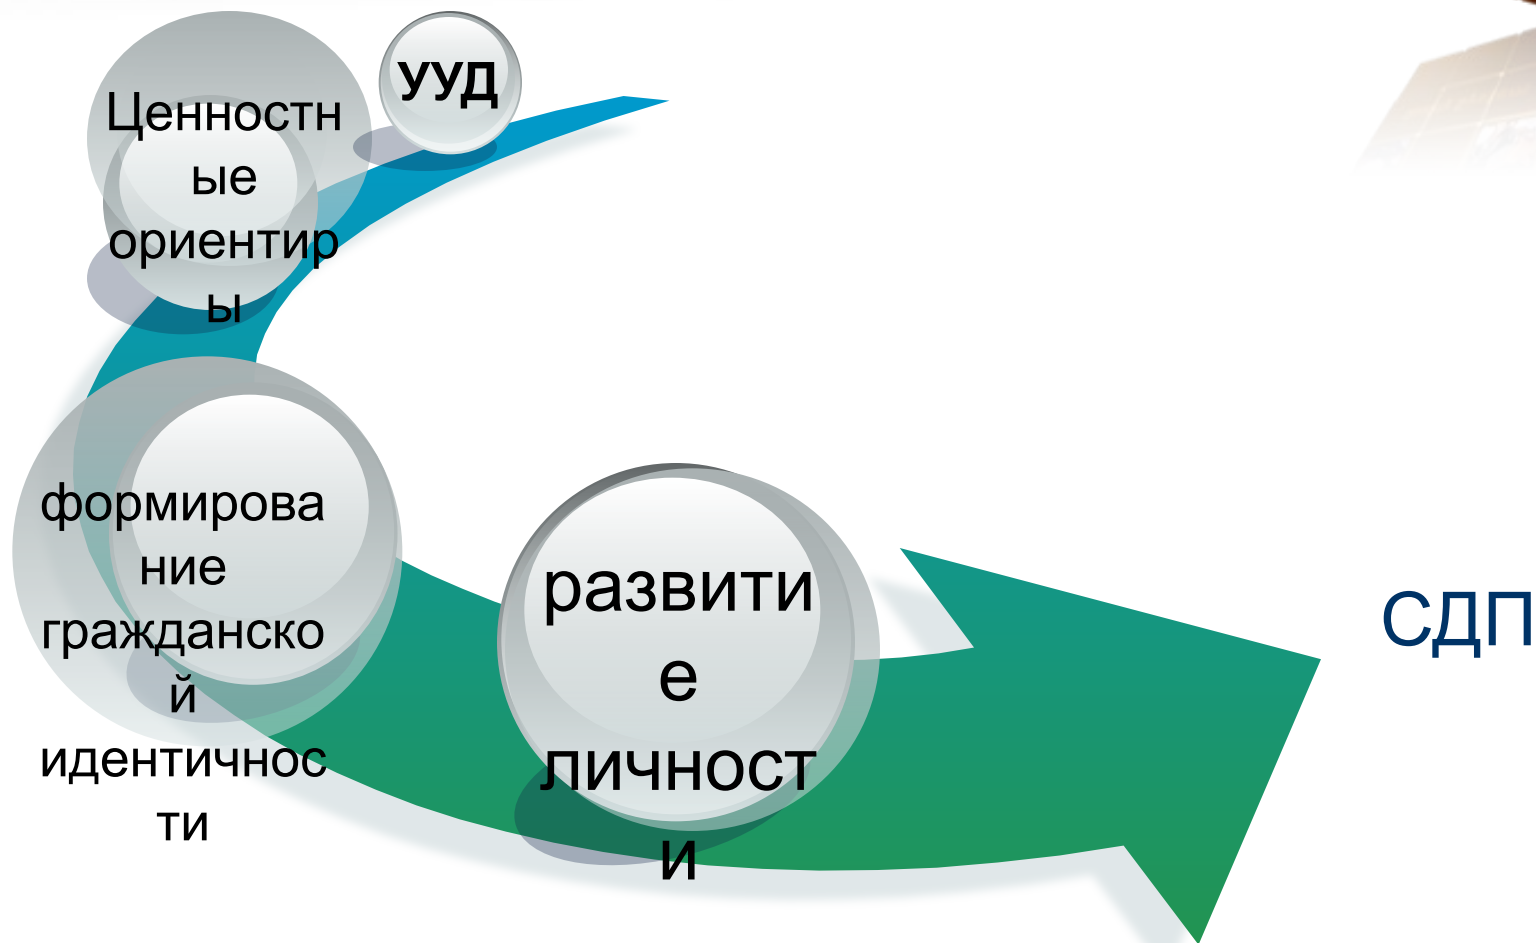 УУД
Ценностн
ые
ориентир
ы
формирова
ние
гражданско
й
идентичнос
ти
развити
е
личност
и
СДП